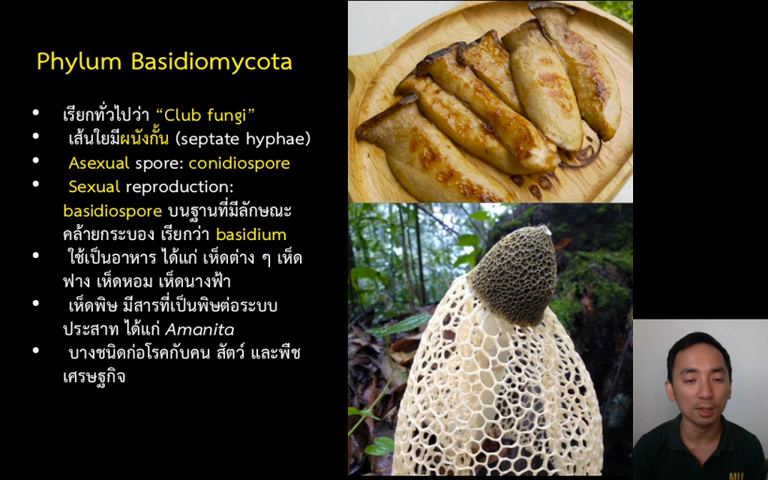 Phylum Basidiomycota
• เรียกทั่วไปว่า “Club fungi”
• เส้นใยมีผนังกั้น (septate hyphae)
• Asexual spore: conidiospore
• Sexual reproduction:
basidiospore บนฐานที่มีลักษณะ
คล้ายกระบอง เรียกว่า basidium
• ใช้เป็นอาหาร ได้แก่ เห็ดต่าง ๆ เห็ด
ฟาง เห็ดหอม เห็ดนางฟ้า
• เห็ดพิษ มีสารที่เป็นพิษต่อระบบ
ประสาท ได้แก่ Amanita
• บางชนิดก่อโรคกับคน สัตว์ และพืช
เศรษฐกิจ